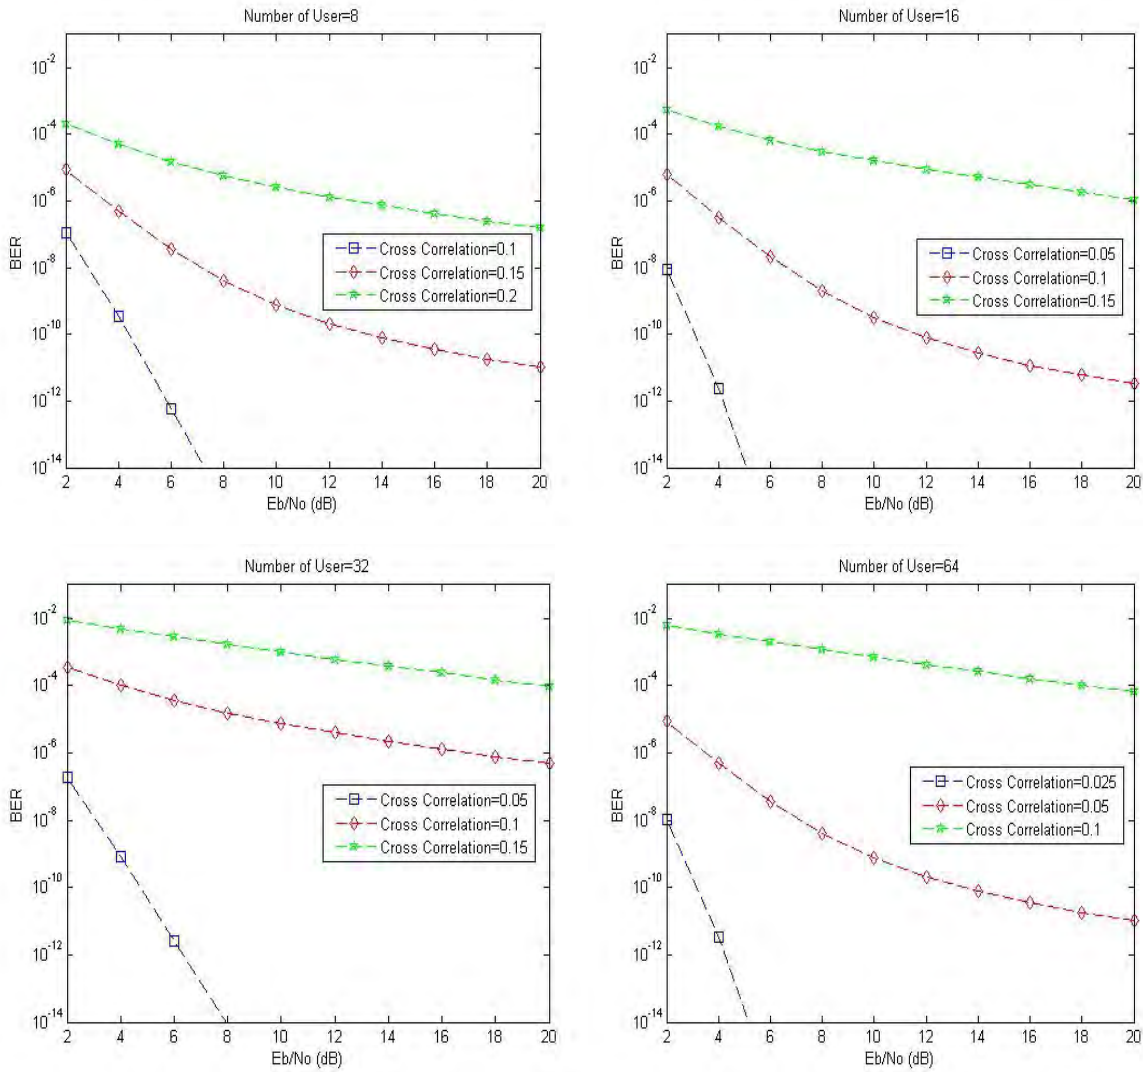 Number of User=8
10^-2
10^-4
10^-6
10^-8
10^-10
10^-12
10^-14
BER
2 4 6 8 10 12 14 16 18 20
Eb/No (dB)
Cross Correlation=0.1
Cross Correlation=0.15
Cross Correlation=0.2
Number of User=16
10^-2
10^-4
10^-6
10^-8
10^-10
10^-12
10^-14
BER
2 4 6 8 10 12 14 16 18 20
Eb/No (dB)
Cross Correlation=0.05
Cross Correlation=0.1
Cross Correlation=0.15
Number of User=32
10^-2
10^-4
10^-6
10^-8
10^-10
10^-12
10^-14
BER
2 4 6 8 10 12 14 16 18 20
Eb/No (dB)
Cross Correlation=0.05
Cross Correlation=0.1
Cross Correlation=0.15
Number of User=64
10^-2
10^-4
10^-6
10^-8
10^-10
10^-12
10^-14
BER
2 4 6 8 10 12 14 16 18 20
Eb/No (dB)
Cross Correlation=0.025
Cross Correlation=0.05
Cross Correlation=0.1